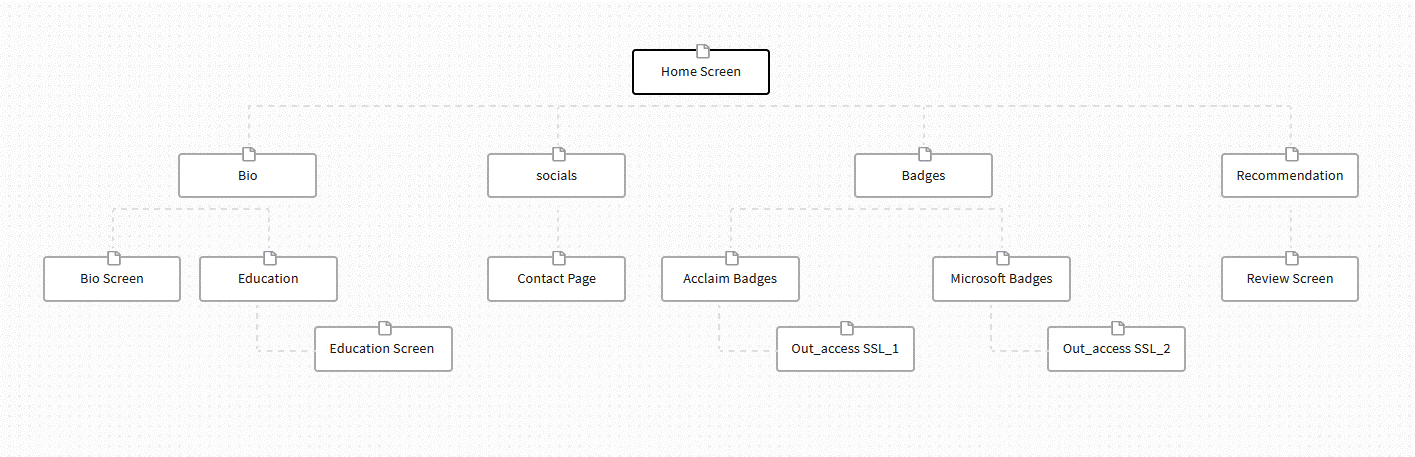 Home Screen
Bio
socials
Badges
Recommendation
Bio Screen
Education
Contact Page
Acclaim Badges
Microsoft Badges
Review Screen
Education Screen
Out_access SSL_1
Out_access SSL_2